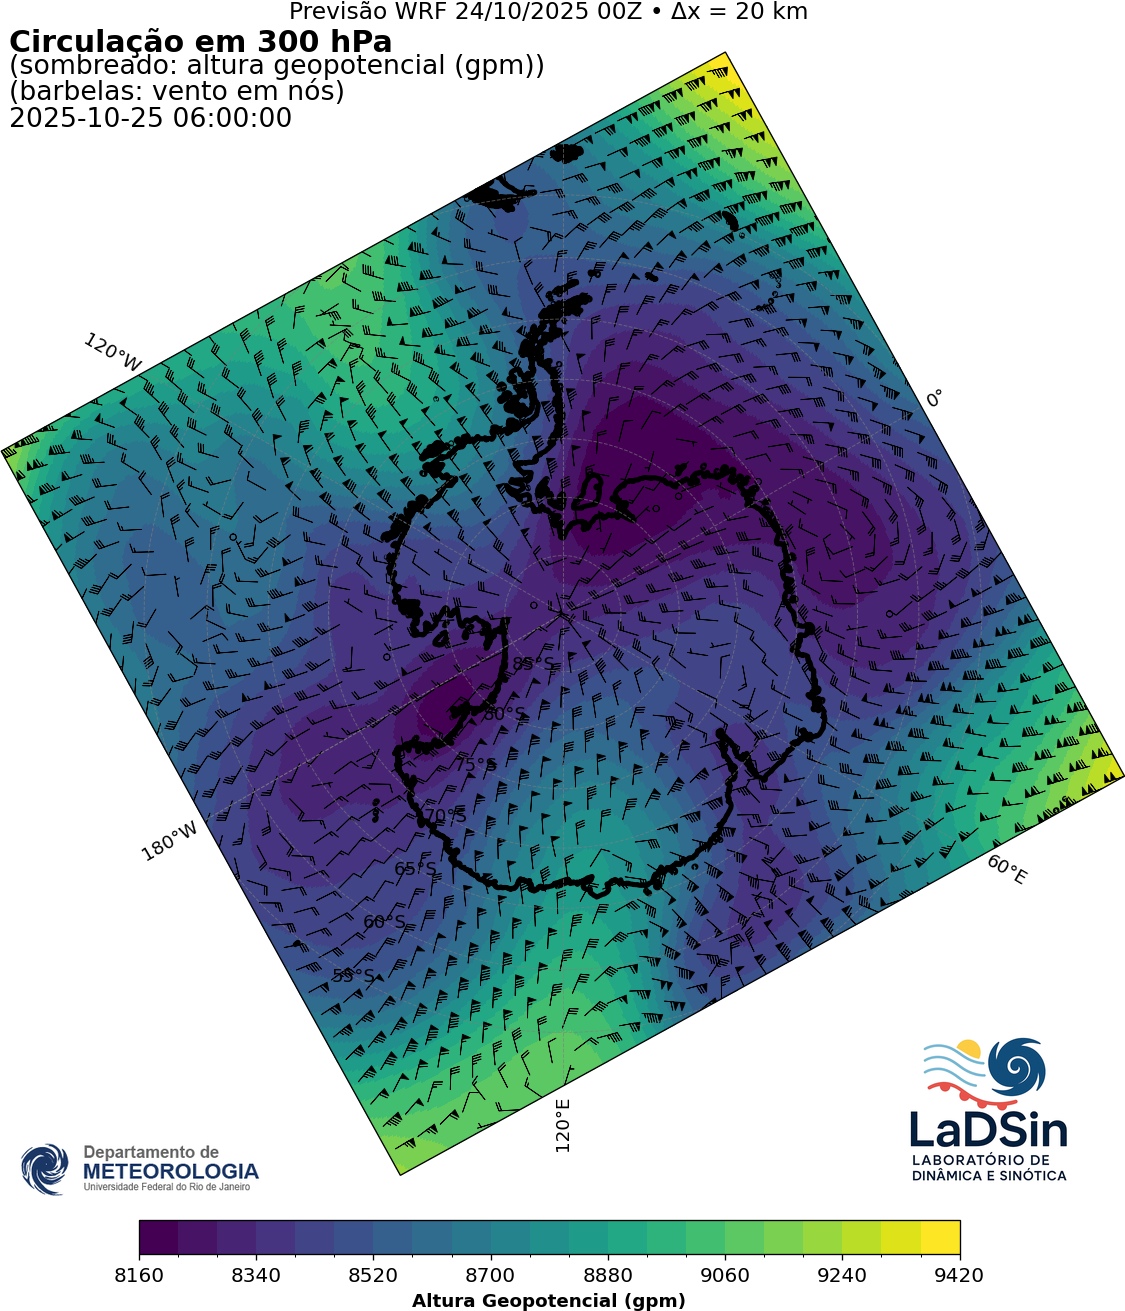 Previsão WRF 24/10/2025 00Z • Δx = 20 km
Circulação em 300 hPa
(sombreado: altura geopotencial (gpm))
(barbelas: vento em nós)
2025-10-25 06:00:00
120°W
0°
85°S
80°S
75°S
70°S
180°W
65°S
60°E
60°S
55°S
120°E
LaDSin
LABORATÓRIO DE
DINÂMICA E SINÓTICA
Departamento de
METEOROLOGIA
Universidade Federal do Rio de Janeiro
8160 8340 8520 8700 8880 9060 9240 9420
Altura Geopotencial (gpm)